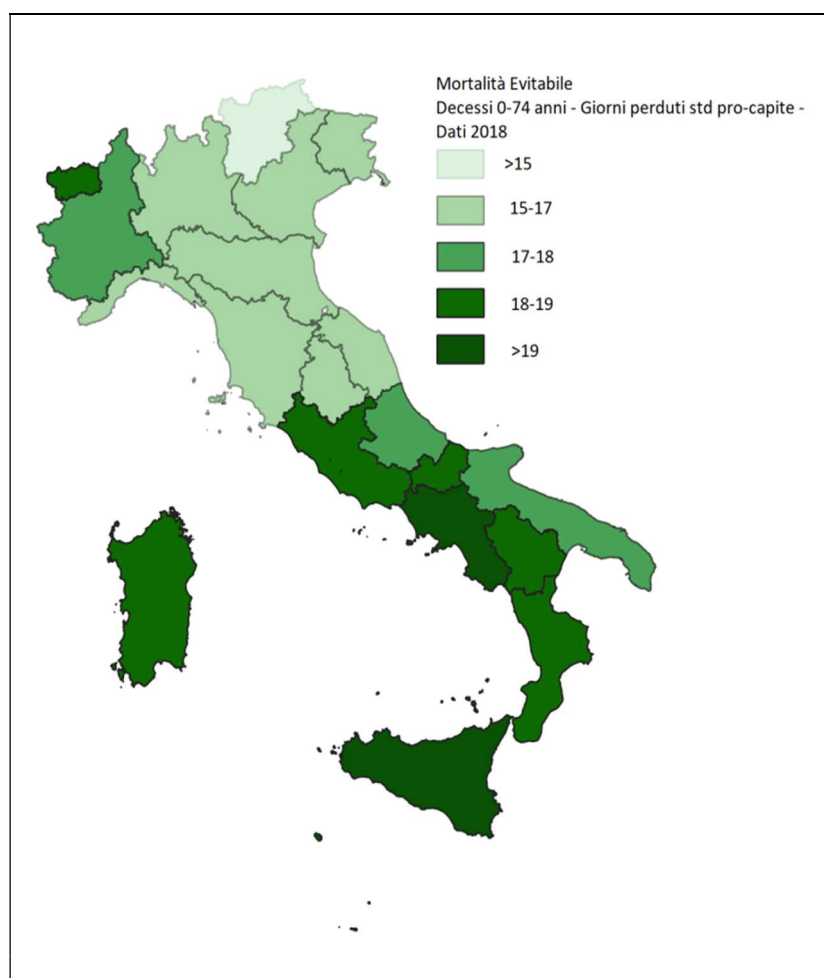 Mortalità Evitabile
Decessi 0-74 anni - Giorni perduti std pro-capite -
Dati 2018
>15
15-17
17-18
18-19
>19